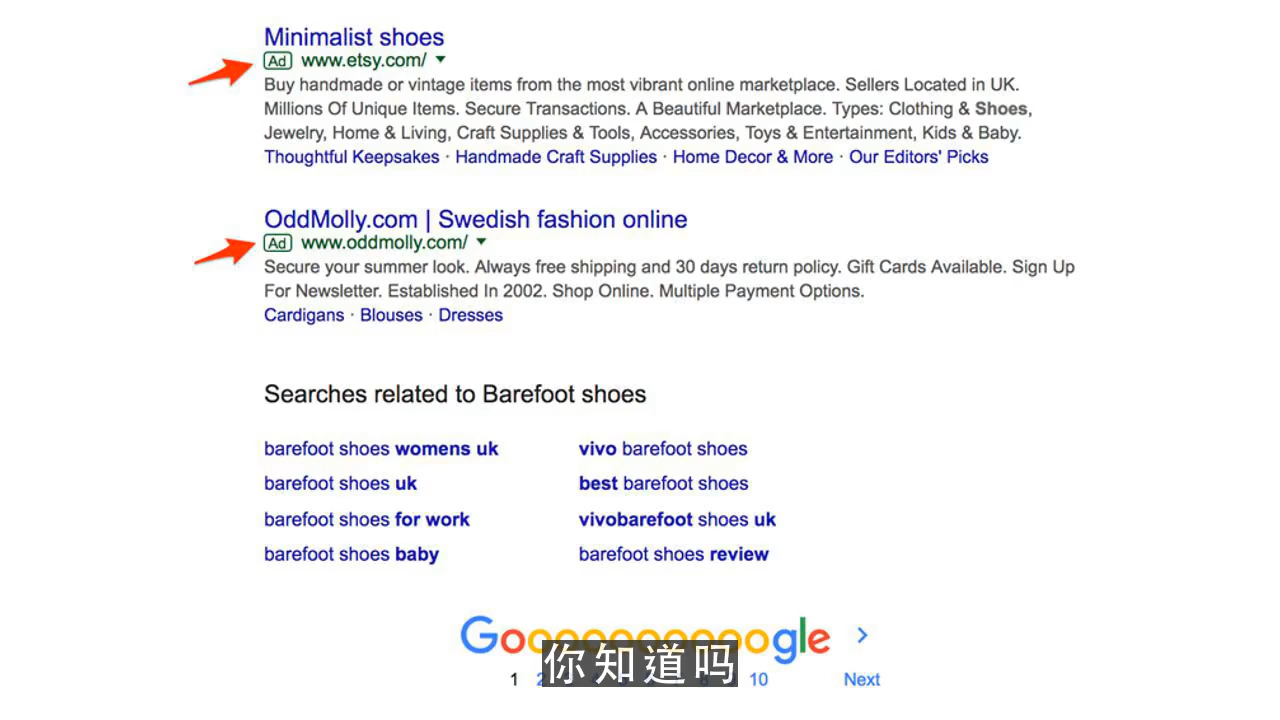 Minimalist shoes
Ad www.etsy.com/
Buy handmade or vintage items from the most vibrant online marketplace. Sellers Located in UK.
Millions Of Unique Items. Secure Transactions. A Beautiful Marketplace. Types: Clothing & Shoes,
Jewelry, Home & Living, Craft Supplies & Tools, Accessories, Toys & Entertainment, Kids & Baby.
Thoughtful Keepsakes · Handmade Craft Supplies · Home Decor & More · Our Editors' Picks
OddMolly.com | Swedish fashion online
Ad www.oddmolly.com/
Secure your summer look. Always free shipping and 30 days return policy. Gift Cards Available. Sign Up
For Newsletter. Established In 2002. Shop Online. Multiple Payment Options.
Cardigans · Blouses · Dresses
Searches related to Barefoot shoes
barefoot shoes womens uk
vivo barefoot shoes
barefoot shoes uk
best barefoot shoes
barefoot shoes for work
vivobarefoot shoes uk
barefoot shoes baby
barefoot shoes review
Goooooooooogle
你知道吗
1 2 10 Next